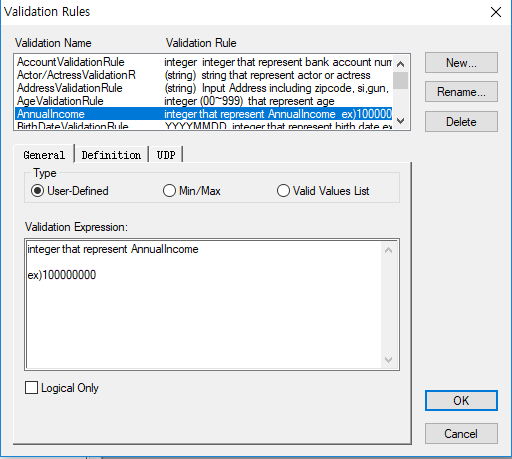 Validation Rules
Validation Name Validation Rule
AccountValidationRule integer integer that represent bank account num
Actor/ActressValidationR (string) string that represent actor or actress
AddressValidationRule (string) Input Address including zipcode, si,gun,
AgeValidationRule integer (00~999) that represent age
AnnualIncome integer that represent AnnualIncome ex)100000
BirthDateValidationRule YYYYMMDD integer that represent birth date ex
New...
Rename...
Delete
General Definition UDP
Type
User-Defined Min/Max Valid Values List
Validation Expression:
integer that represent AnnualIncome
ex)100000000
Logical Only
OK
Cancel